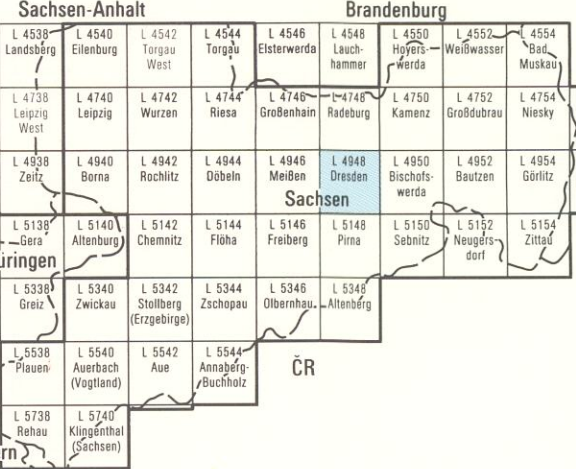 Sachsen-Anhalt
Brandenburg
L 4538
Landsberg
L 4540
Eilenburg
L 4542
Torgau
West
L 4544
Torgau
L 4546
Elsterwerda
L 4548
Lauch-
hammer
L 4550
Hoyers-
werda
L 4552
Weißwasser
L 4554
Bad
Muskau
L 4738
Leipzig
West
L 4740
Leipzig
L 4742
Wurzen
L 4744
Riesa
L 4746
Großenhain
L 4748
Radeburg
L 4750
Kamenz
L 4752
Großdubrau
L 4754
Niesky
L 4938
Zeitz
L 4940
Borna
L 4942
Rochlitz
L 4944
Döbeln
L 4946
Meißen
L 4948
Dresden
L 4950
Bischofs-
werda
L 4952
Bautzen
L 4954
Görlitz
Sachsen
L 5138
Gera
L 5140
Altenburg
L 5142
Chemnitz
L 5144
Flöha
L 5146
Freiberg
L 5148
Pirna
L 5150
Sebnitz
L 5152
Neugers-
dorf
L 5154
Zittau
üringen
L 5338
Greiz
L 5340
Zwickau
L 5342
Stollberg
(Erzgebirge)
L 5344
Zschopau
L 5346
Olbernhau
L 5348
Altenberg
L 5538
Plauen
L 5540
Auerbach
(Vogtland)
L 5542
Aue
L 5544
Annaberg-
Buchholz
ČR
L 5738
Rehau
L 5740
Klingenthal
(Sachsen)
rn